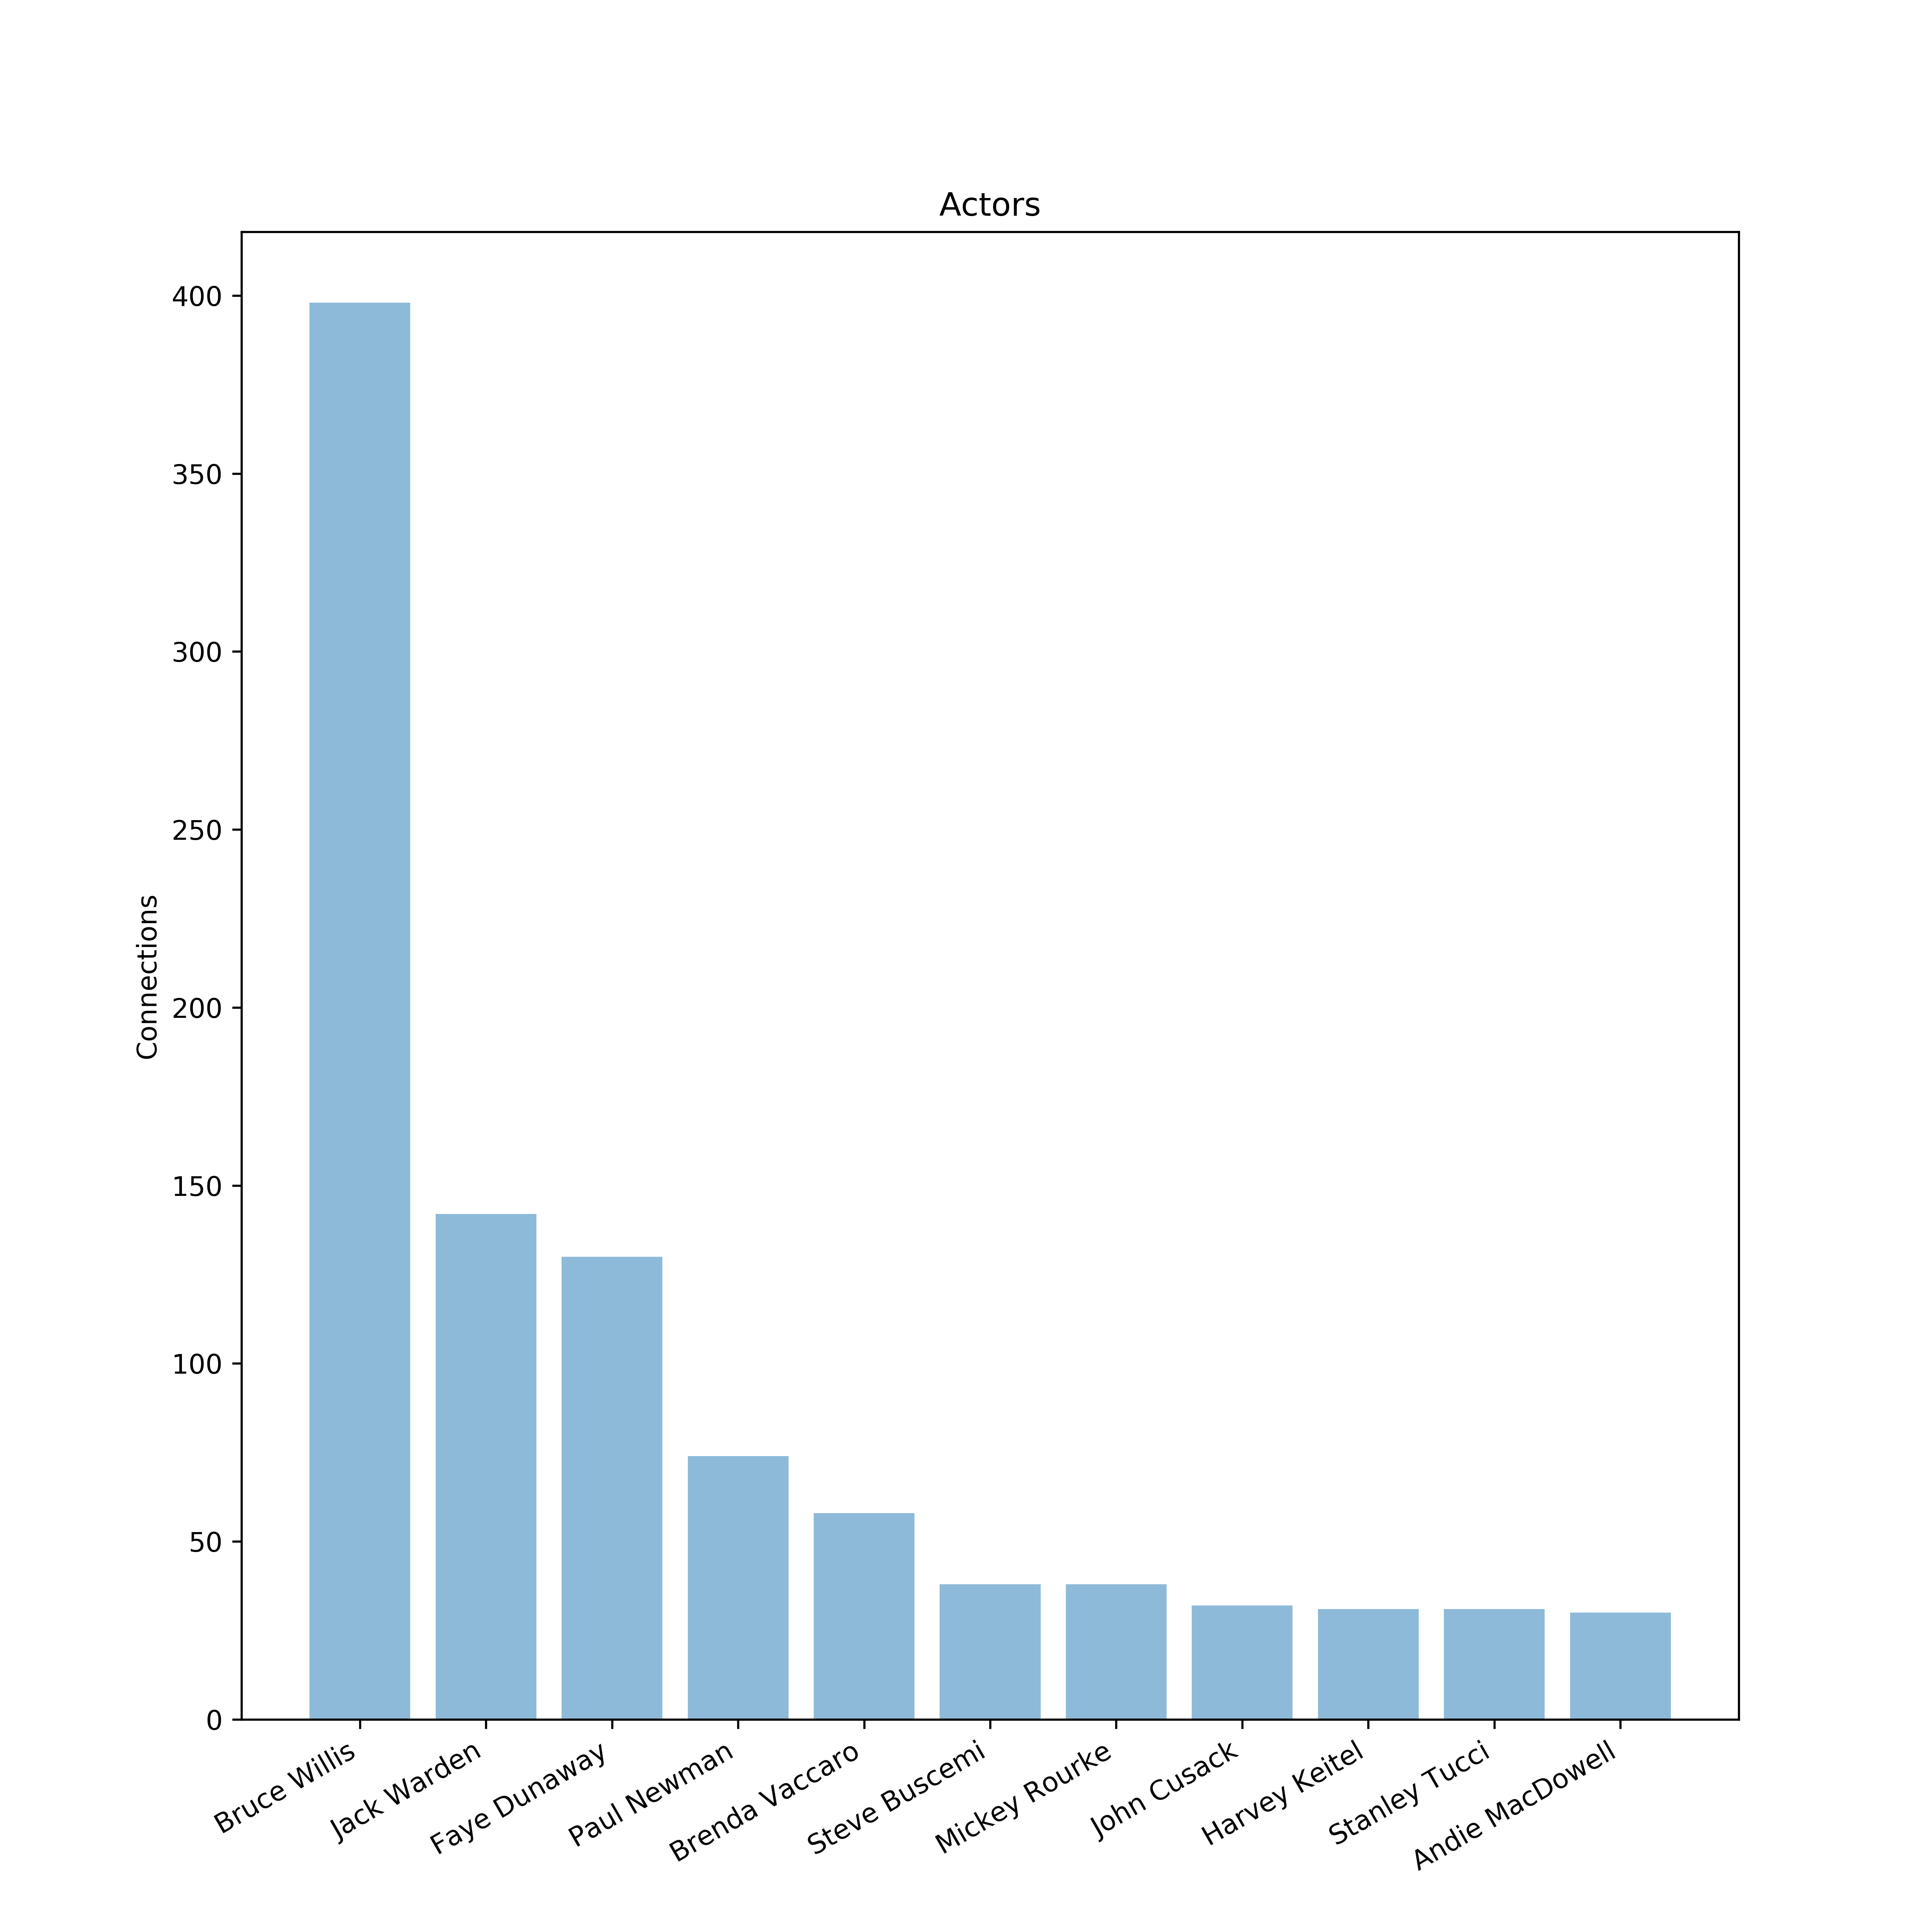 Actors
Connections
400
350
300
250
200
150
100
50
0
Bruce Willis
Jack Warden
Faye Dunaway
Paul Newman
Brenda Vaccaro
Steve Buscemi
Mickey Rourke
John Cusack
Harvey Keitel
Stanley Tucci
Andie MacDowell